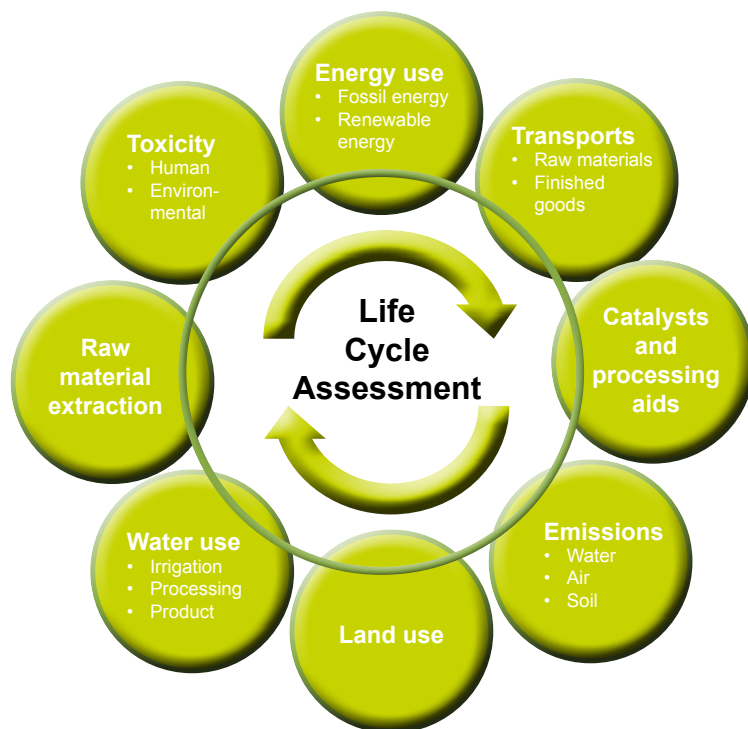 Energy use
• Fossil energy
• Renewable
energy
Transports
• Raw materials
• Finished
goods
Catalysts
and
processing
aids
Emissions
• Water
• Air
• Soil
Land use
Water use
• Irrigation
• Processing
• Product
Raw
material
extraction
Toxicity
• Human
• Environ-
mental
Life
Cycle
Assessment